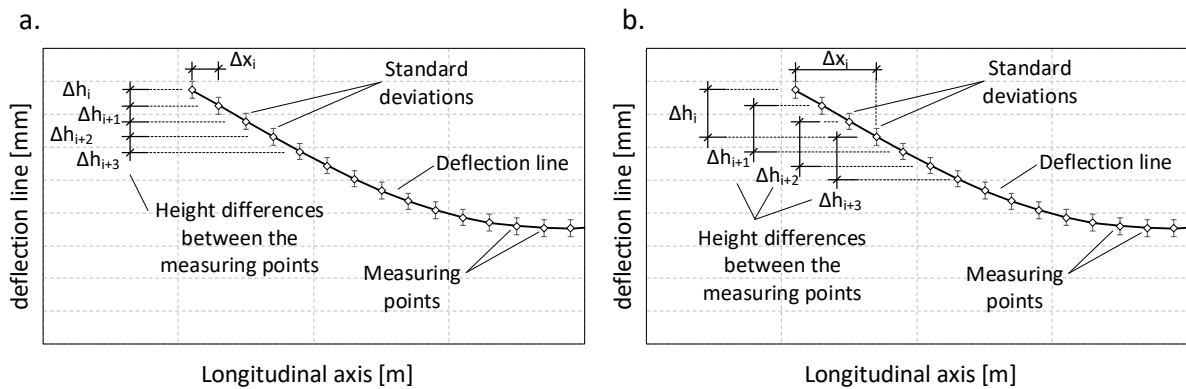 a.
Δxᵢ
Standard
deviations
Δhᵢ
Δhᵢ₊₁
Δhᵢ₊₂
Δhᵢ₊₃
Deflection line
Height differences
between the
measuring points
Measuring
points
deflection line [mm]
Longitudinal axis [m]
b.
Δxᵢ
Standard
deviations
Δhᵢ
Δhᵢ₊₁
Δhᵢ₊₂
Δhᵢ₊₃
Deflection line
Height differences
between the
measuring points
Measuring
points
deflection line [mm]
Longitudinal axis [m]